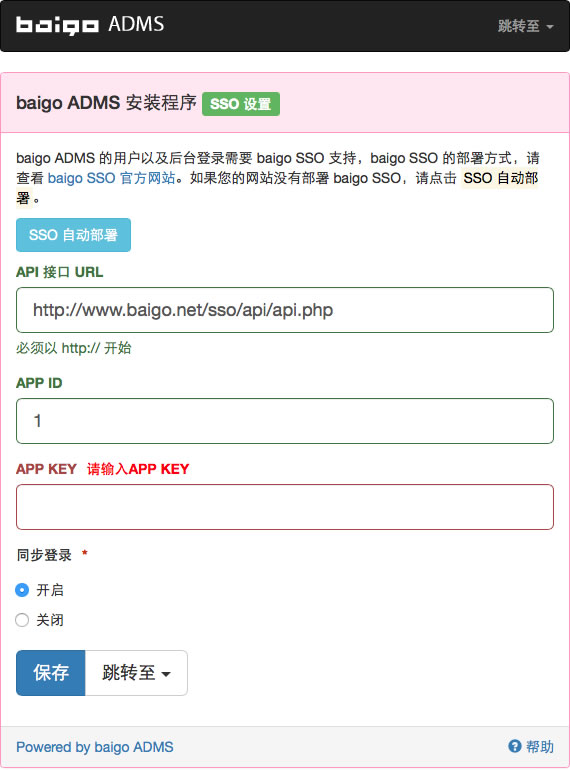 baigo ADMS
跳转至
baigo ADMS 安装程序 SSO 设置
baigo ADMS 的用户以及后台登录需要 baigo SSO 支持，baigo SSO 的部署方式，请
查看 baigo SSO 官方网站。如果您的网站没有部署 baigo SSO，请点击 SSO 自动部
署 。
SSO 自动部署
API 接口 URL
http://www.baigo.net/sso/api/api.php
必须以 http:// 开始
APP ID
1
APP KEY 请输入APP KEY
同步登录 *
开启
关闭
保存 跳转至
Powered by baigo ADMS
帮助